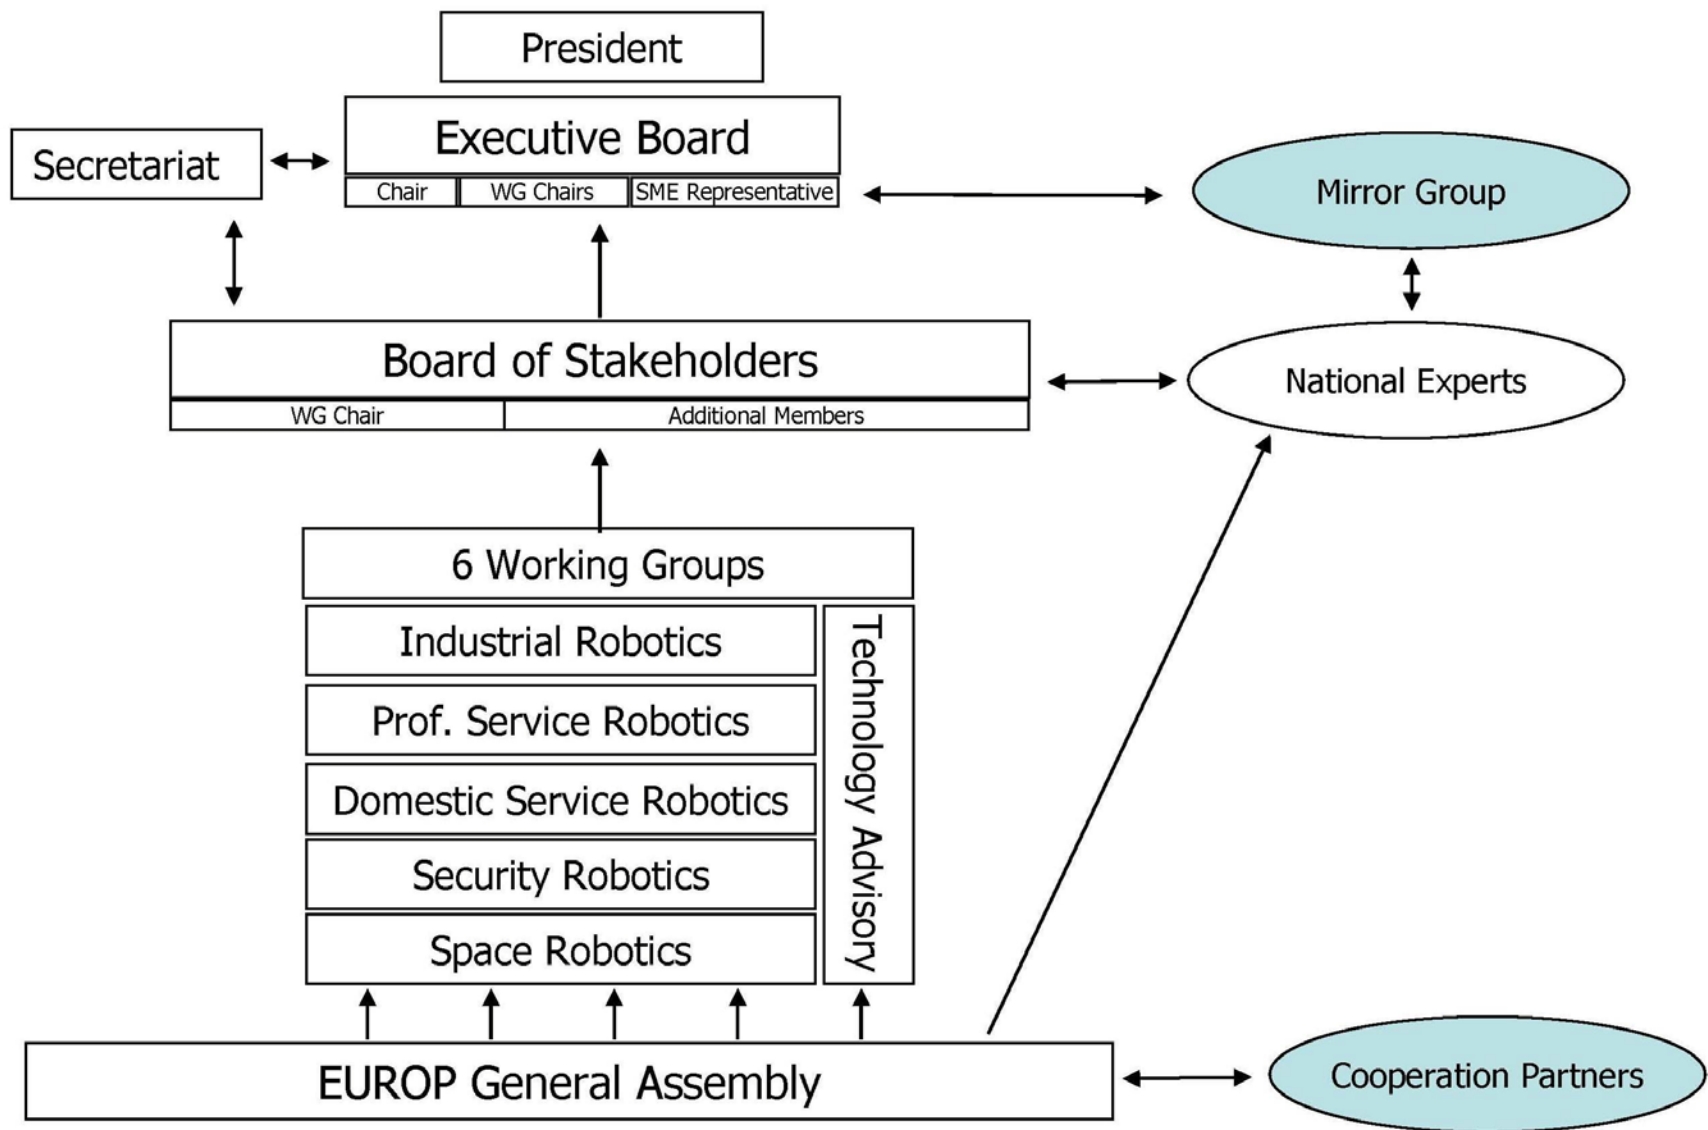 President
Executive Board
Secretariat
Chair
WG Chairs
SME Representative
Mirror Group
Board of Stakeholders
National Experts
WG Chair
Additional Members
6 Working Groups
Industrial Robotics
Technology Advisory
Prof. Service Robotics
Domestic Service Robotics
Security Robotics
Space Robotics
EUROP General Assembly
Cooperation Partners